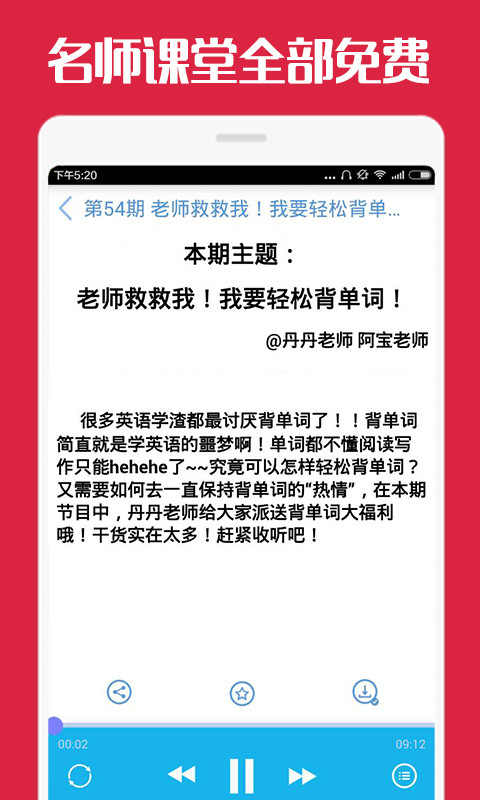 名师课堂全部免费
下午5:20
第54期 老师救救我！我要轻松背单...
本期主题：
老师救救我！我要轻松背单词！
@丹丹老师 阿宝老师
很多英语学渣都最讨厌背单词了！！背单词
简直就是学英语的噩梦啊！单词都不懂阅读写
作只能hehehe了~~究竟可以怎样轻松背单词？
又需要如何去一直保持背单词的“热情”，在本期
节目中，丹丹老师给大家派送背单词大福利
哦！干货实在太多！赶紧收听吧！
00:02
09:12